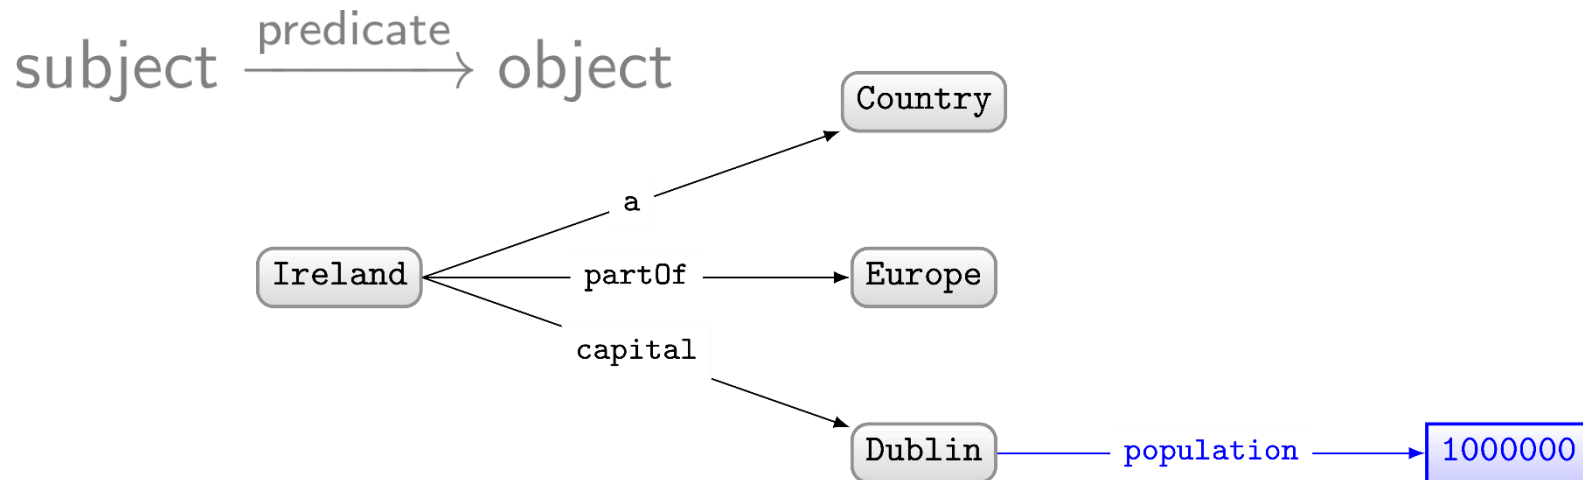 predicate
subject object
Country
a
Ireland partOf Europe
capital
Dublin population 1000000